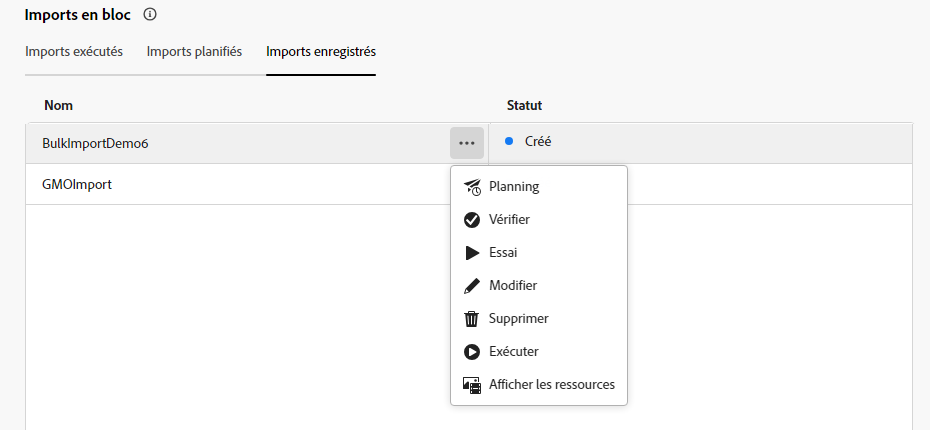 Imports en bloc
Imports exécutés Imports planifiés Imports enregistrés
Nom Statut
BulkImportDemo6 Créé
GMOImport
Planning
Vérifier
Essai
Modifier
Supprimer
Exécuter
Afficher les ressources